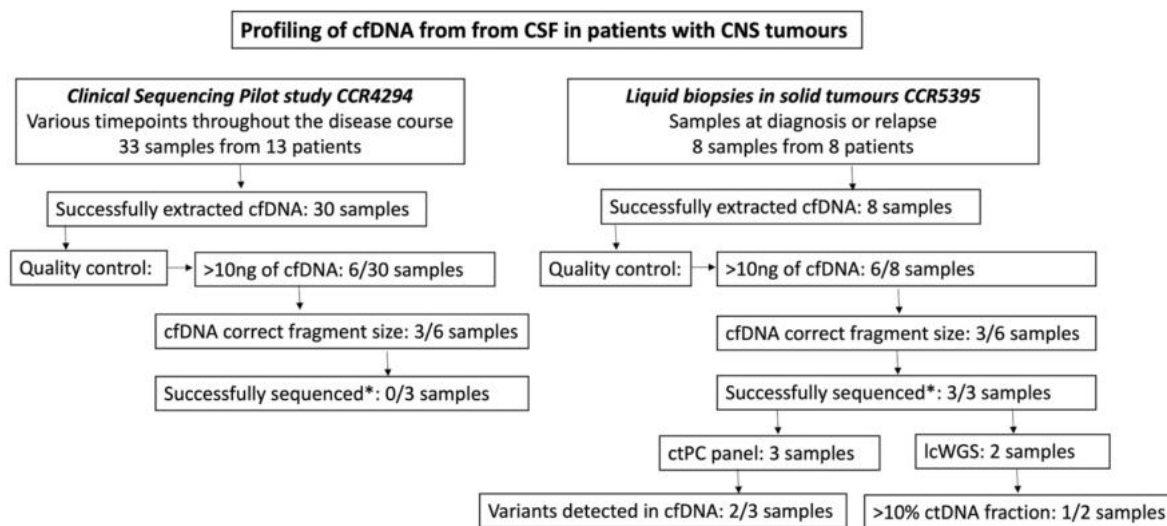 Profiling of cfDNA from from CSF in patients with CNS tumours
Clinical Sequencing Pilot study CCR4294
Various timepoints throughout the disease course
33 samples from 13 patients
Successfully extracted cfDNA: 30 samples
Quality control:
>10ng of cfDNA: 6/30 samples
cfDNA correct fragment size: 3/6 samples
Successfully sequenced*: 0/3 samples
Liquid biopsies in solid tumours CCR5395
Samples at diagnosis or relapse
8 samples from 8 patients
Successfully extracted cfDNA: 8 samples
Quality control:
>10ng of cfDNA: 6/8 samples
cfDNA correct fragment size: 3/6 samples
Successfully sequenced*: 3/3 samples
ctPC panel: 3 samples
lcWGS: 2 samples
Variants detected in cfDNA: 2/3 samples
>10% ctDNA fraction: 1/2 samples